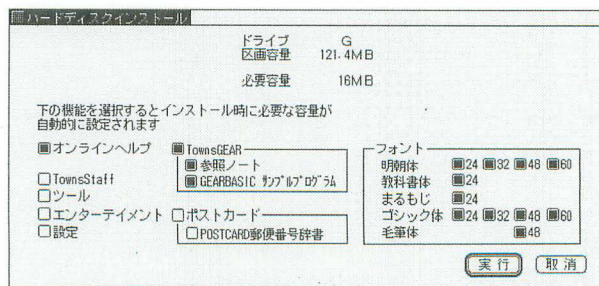 ハードディスクインストール
ドライブ G
区画容量 121.4MB
必要容量 16MB
下の機能を選択するとインストール時に必要な容量が
自動的に設定されます
オンラインヘルプ
TownsStaff
ツール
エンターテイメント
設定
TownsGEAR
参照ノート
GEARBASIC サンプルプログラム
ポストカード
POSTCARD郵便番号辞書
フォント
明朝体 24 32 48 60
教科書体 24
まるもじ 24
ゴシック体 24 32 48 60
毛筆体 48
実行 取消